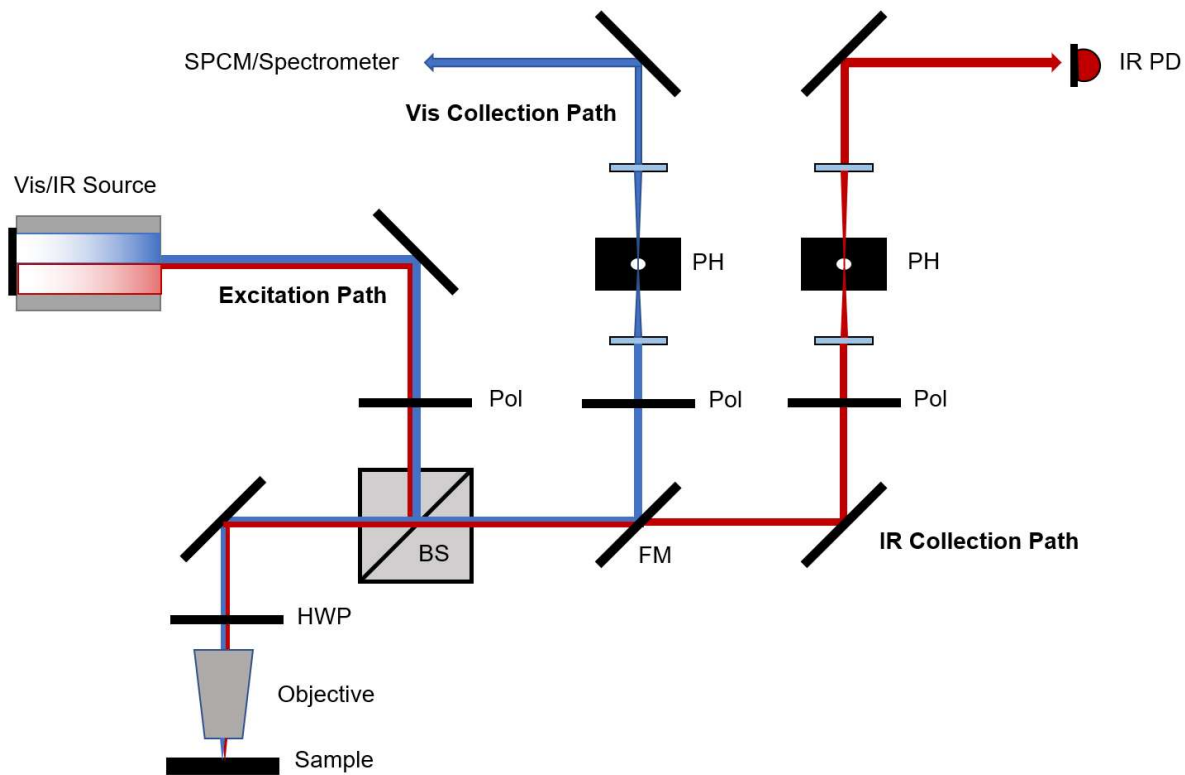 SPCM/Spectrometer
IR PD
Vis Collection Path
Vis/IR Source
PH
PH
Excitation Path
Pol
Pol
Pol
BS
FM
IR Collection Path
HWP
Objective
Sample